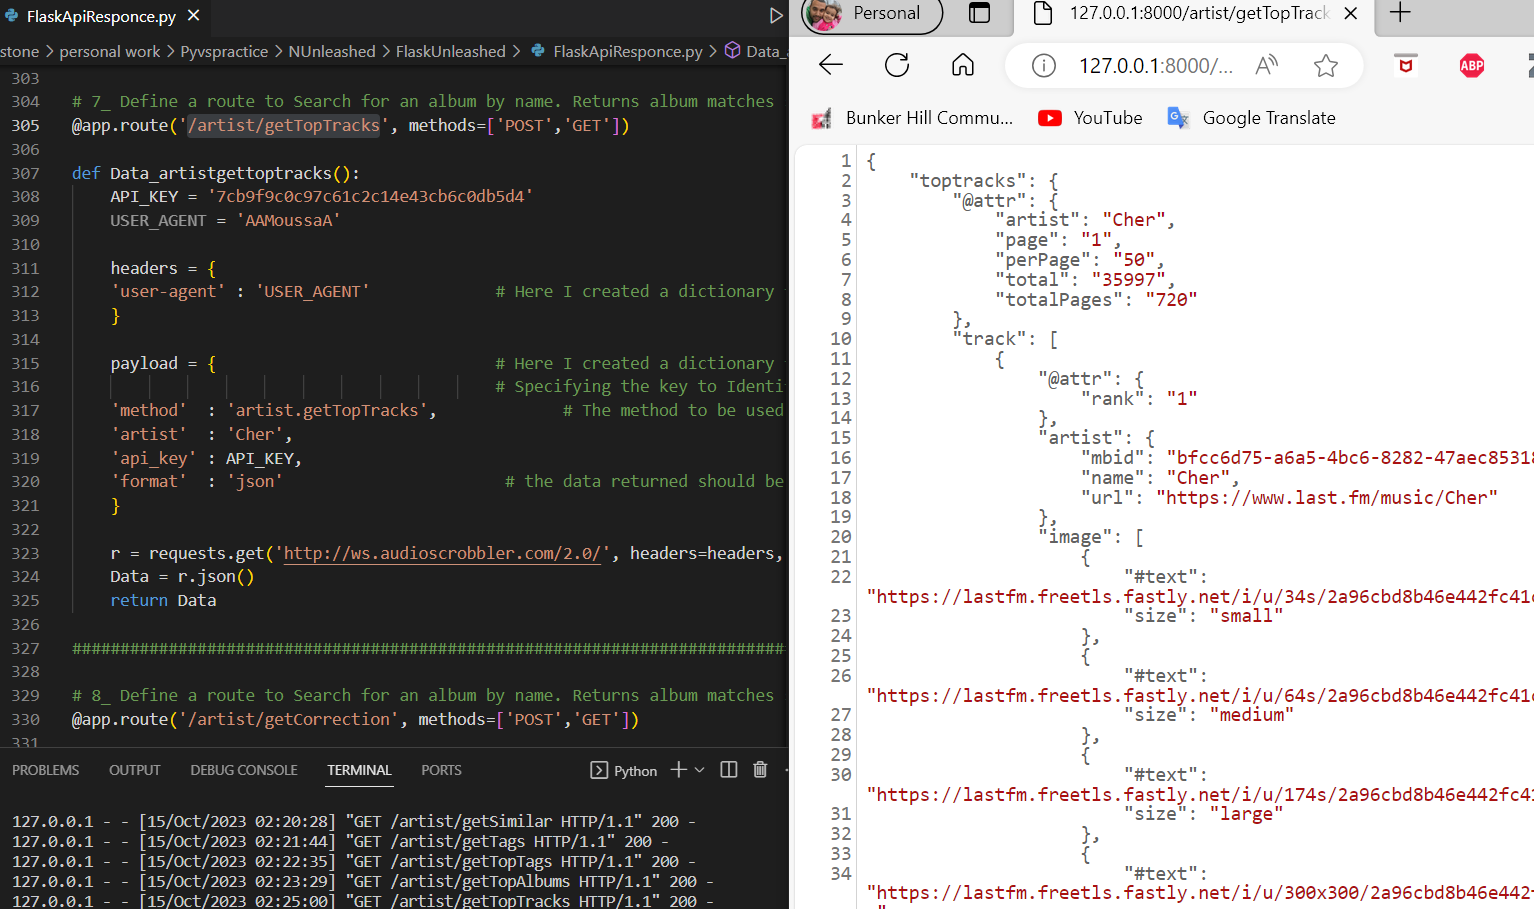 FlaskApiResponce.py
stone > personal work > Pyvspractice > NUnleashed > FlaskUnleashed > FlaskApiResponce.py > Data_
303
304 # 7_ Define a route to Search for an album by name. Returns album matches
305 @app.route('/artist/getTopTracks', methods=['POST','GET'])
306
307 def Data_artistgettoptracks():
308 API_KEY = '7cb9f9c0c97c61c2c14e43cb6c0db5d4'
309 USER_AGENT = 'AAMoussaA'
310
311 headers = {
312 'user-agent' : 'USER_AGENT' # Here I created a dictionary
313 }
314
315 payload = { # Here I created a dictionary
316 # Specifying the key to Identi
317 'method' : 'artist.getTopTracks', # The method to be used
318 'artist' : 'Cher',
319 'api_key' : API_KEY,
320 'format' : 'json' # the data returned should be
321 }
322
323 r = requests.get('http://ws.audioscrobbler.com/2.0/', headers=headers,
324 Data = r.json()
325 return Data
326
327 ##########################################################################
328
329 # 8_ Define a route to Search for an album by name. Returns album matches
330 @app.route('/artist/getCorrection', methods=['POST','GET'])
331
PROBLEMS OUTPUT DEBUG CONSOLE TERMINAL PORTS Python
127.0.0.1 - - [15/Oct/2023 02:20:28] "GET /artist/getSimilar HTTP/1.1" 200 -
127.0.0.1 - - [15/Oct/2023 02:21:44] "GET /artist/getTags HTTP/1.1" 200 -
127.0.0.1 - - [15/Oct/2023 02:22:35] "GET /artist/getTopTags HTTP/1.1" 200 -
127.0.0.1 - - [15/Oct/2023 02:23:29] "GET /artist/getTopAlbums HTTP/1.1" 200 -
127.0.0.1 - - [15/Oct/2023 02:25:00] "GET /artist/getTopTracks HTTP/1.1" 200 -
Personal 127.0.0.1:8000/artist/getTopTrack
127.0.0.1:8000/... ABP
Bunker Hill Commu... YouTube Google Translate
1 {
2 "toptracks": {
3 "@attr": {
4 "artist": "Cher",
5 "page": "1",
6 "perPage": "50",
7 "total": "35997",
8 "totalPages": "720"
9 },
10 "track": [
11 {
12 "@attr": {
13 "rank": "1"
14 },
15 "artist": {
16 "mbid": "bfcc6d75-a6a5-4bc6-8282-47aec85318
17 "name": "Cher",
18 "url": "https://www.last.fm/music/Cher"
19 },
20 "image": [
21 {
22 "#text":
"https://lastfm.freetls.fastly.net/i/u/34s/2a96cbd8b46e442fc41c
23 "size": "small"
24 },
25 {
26 "#text":
"https://lastfm.freetls.fastly.net/i/u/64s/2a96cbd8b46e442fc41c
27 "size": "medium"
28 },
29 {
30 "#text":
"https://lastfm.freetls.fastly.net/i/u/174s/2a96cbd8b46e442fc41
31 "size": "large"
32 },
33 {
34 "#text":
"https://lastfm.freetls.fastly.net/i/u/300x300/2a96cbd8b46e442f
"